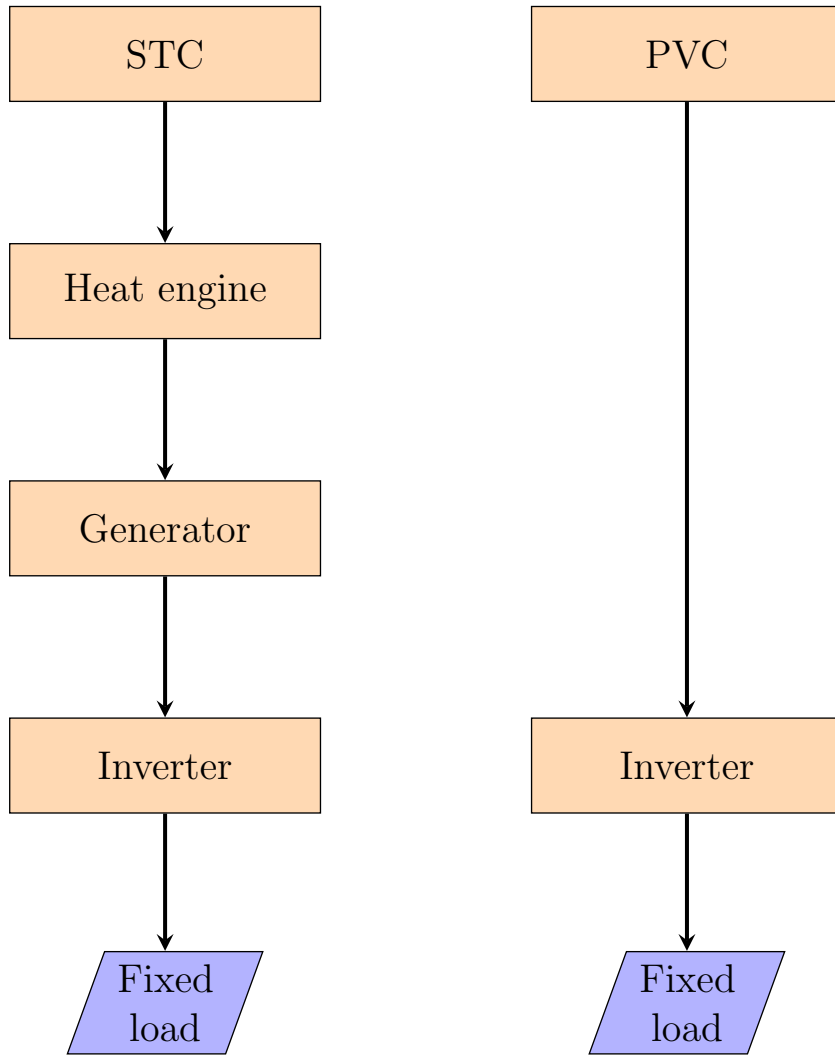 STC
Heat engine
Generator
Inverter
Fixed
load
PVC
Inverter
Fixed
load